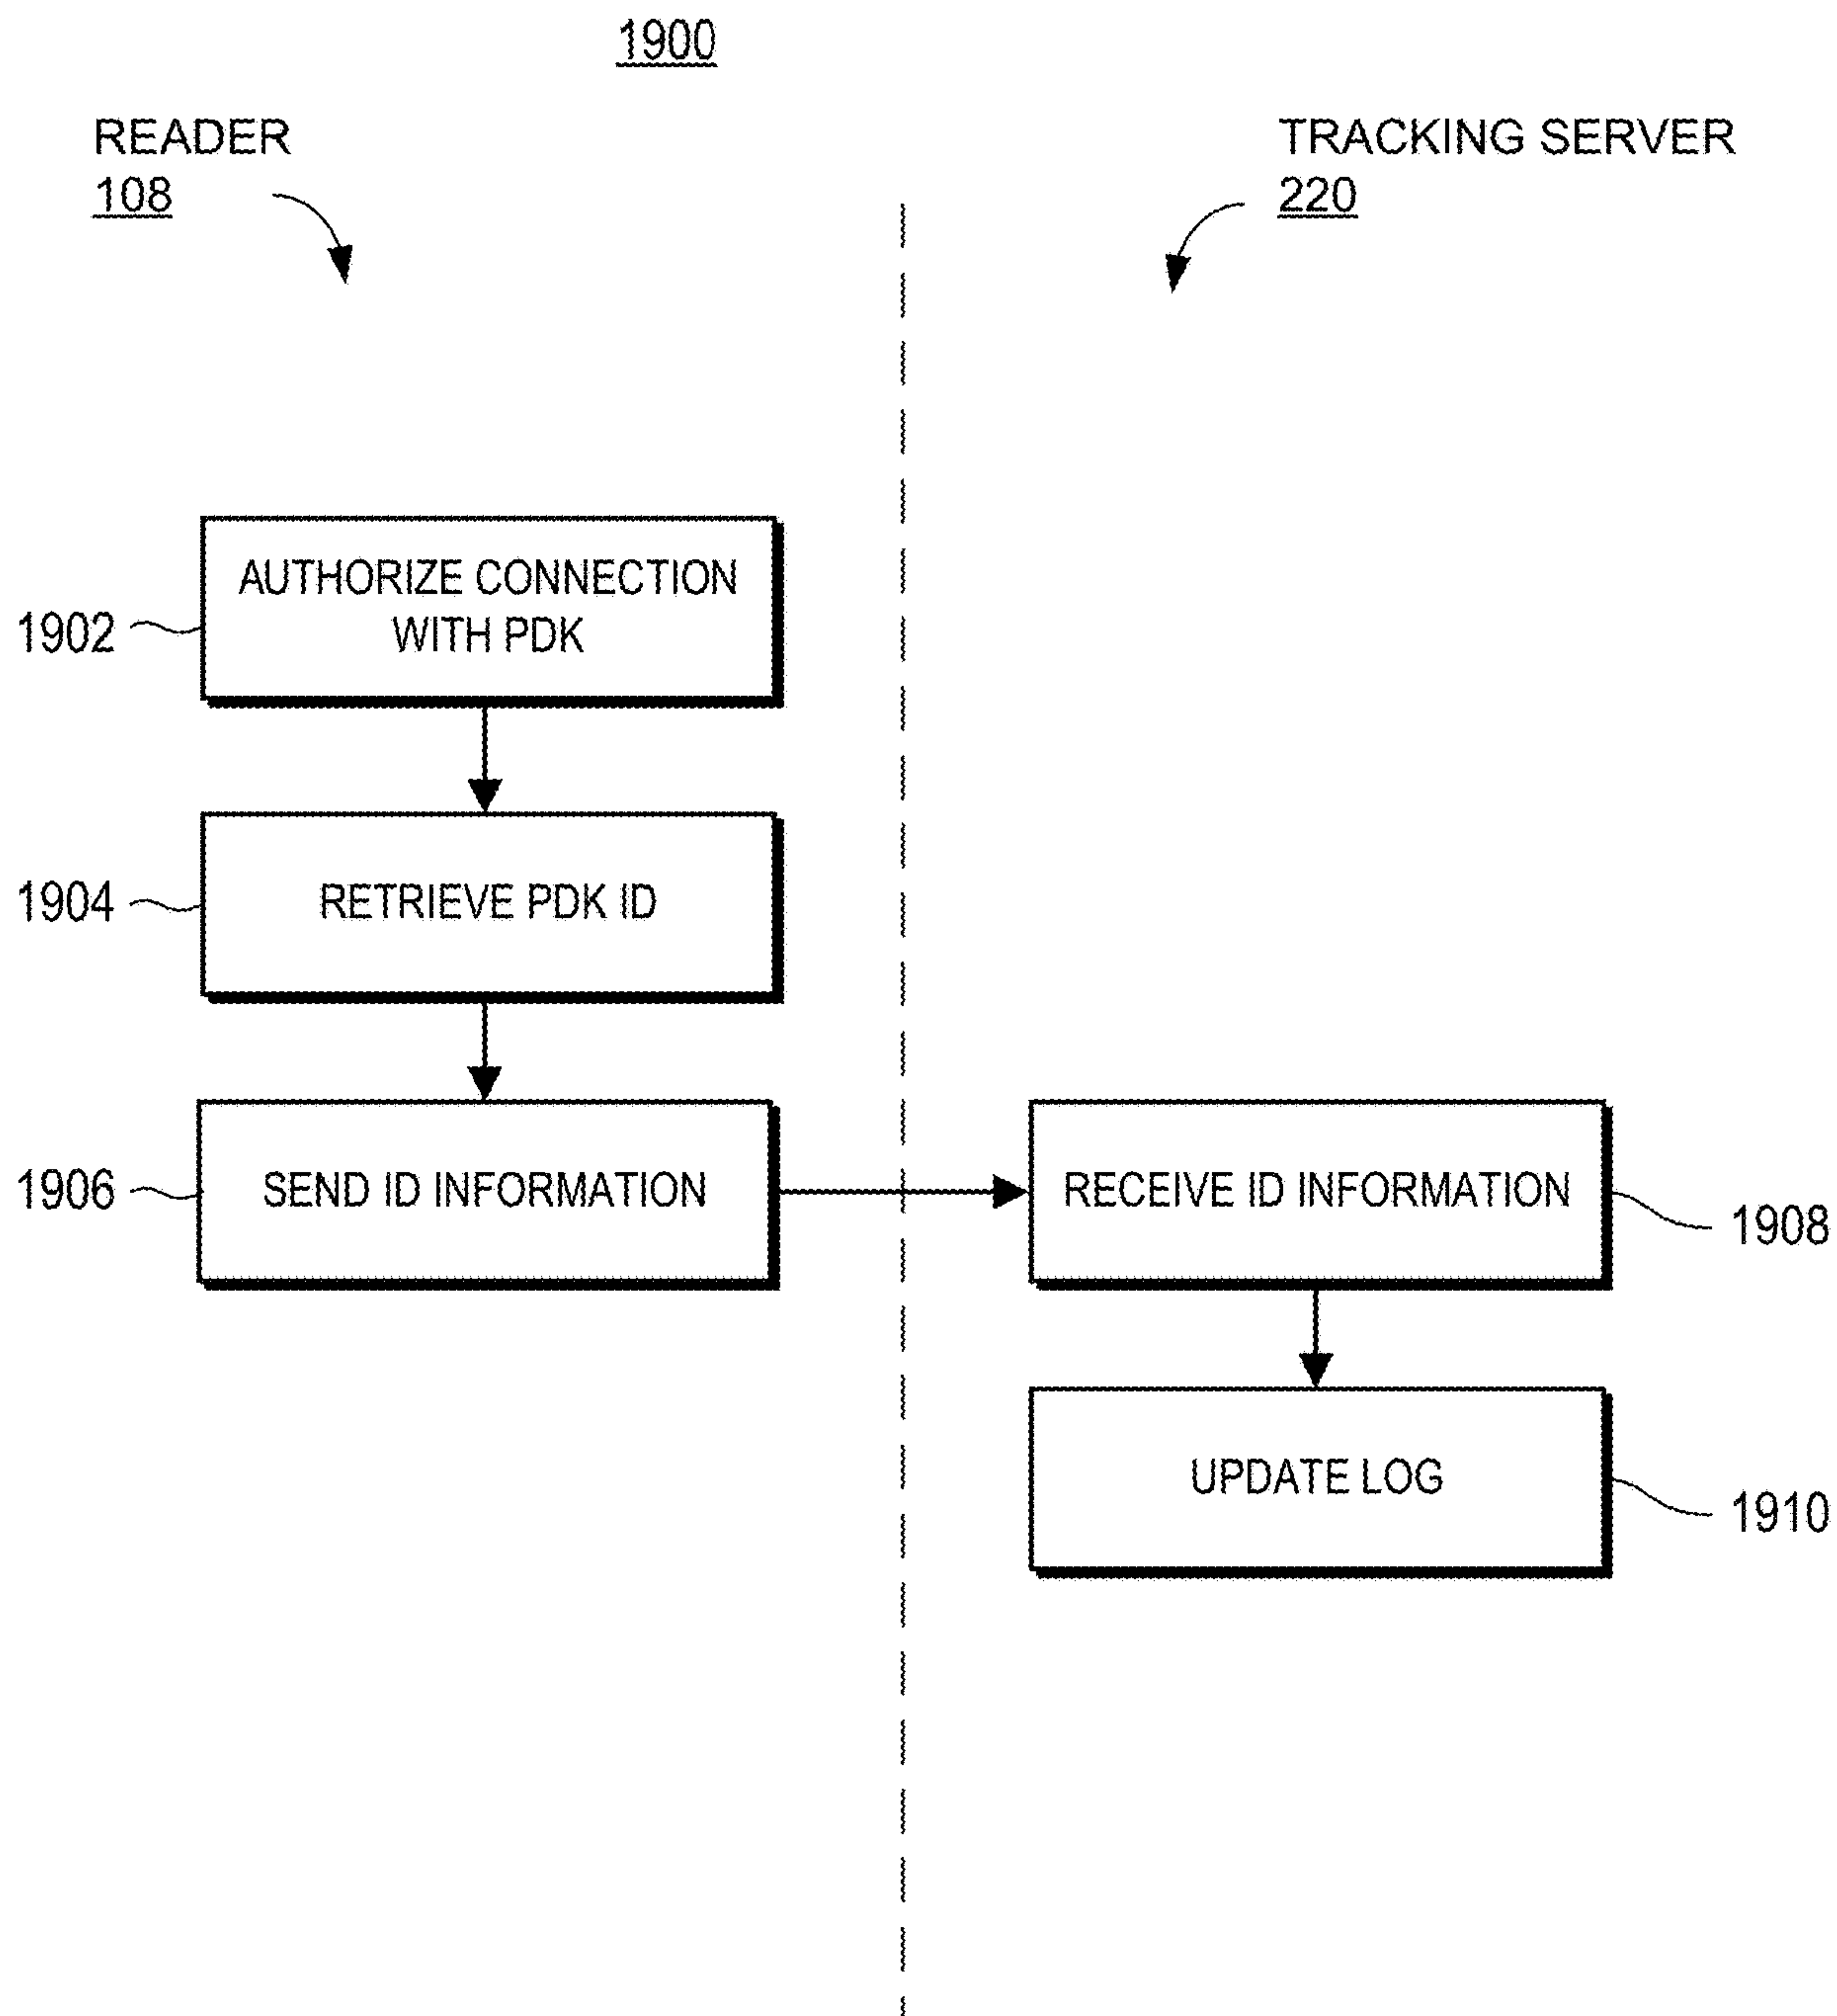 1900
READER
108
TRACKING SERVER
220
AUTHORIZE CONNECTION
WITH PDK
1902
RETRIEVE PDK ID
1904
SEND ID INFORMATION
1906
RECEIVE ID INFORMATION
1908
UPDATE LOG
1910